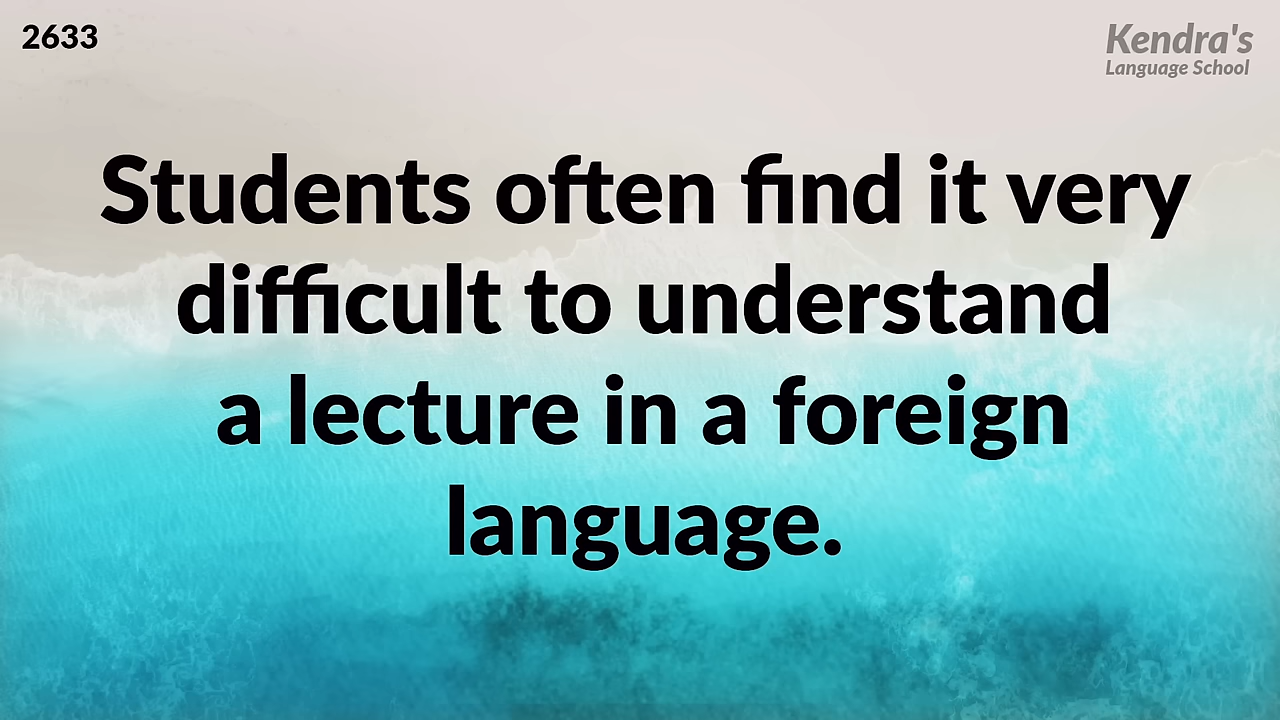 2633
Kendra's
Language School
Students often find it very
difficult to understand
a lecture in a foreign
language.